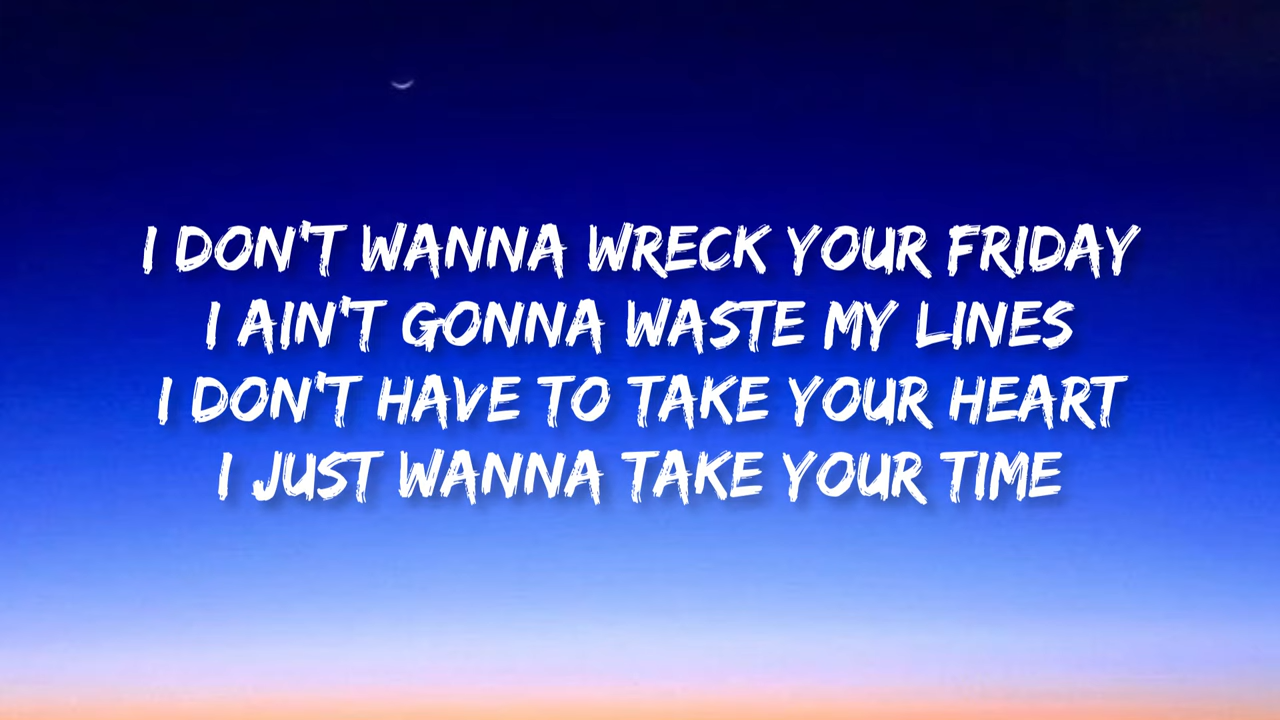 I DON'T WANNA WRECK YOUR FRIDAY
I AIN'T GONNA WASTE MY LINES
I DON'T HAVE TO TAKE YOUR HEART
I JUST WANNA TAKE YOUR TIME